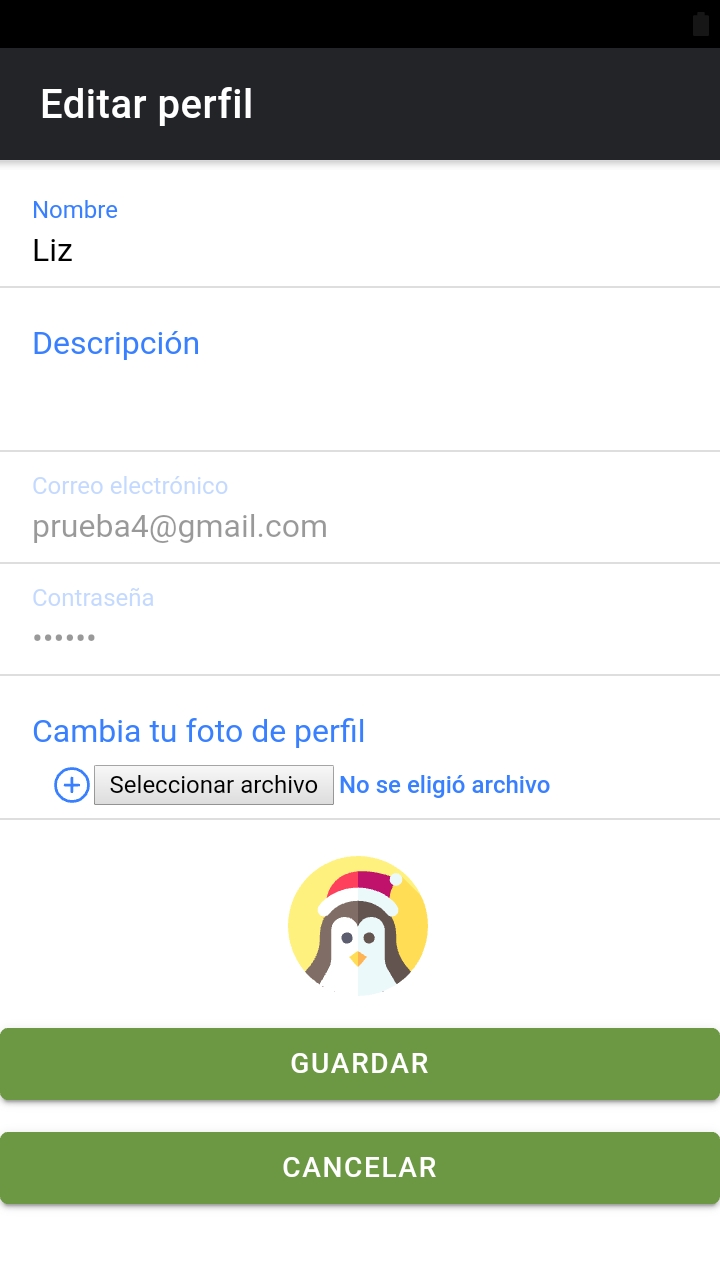 Editar perfil
Nombre
Liz
Descripción
Correo electrónico
prueba4@gmail.com
Contraseña
••••••
Cambia tu foto de perfil
Seleccionar archivo No se eligió archivo
GUARDAR
CANCELAR